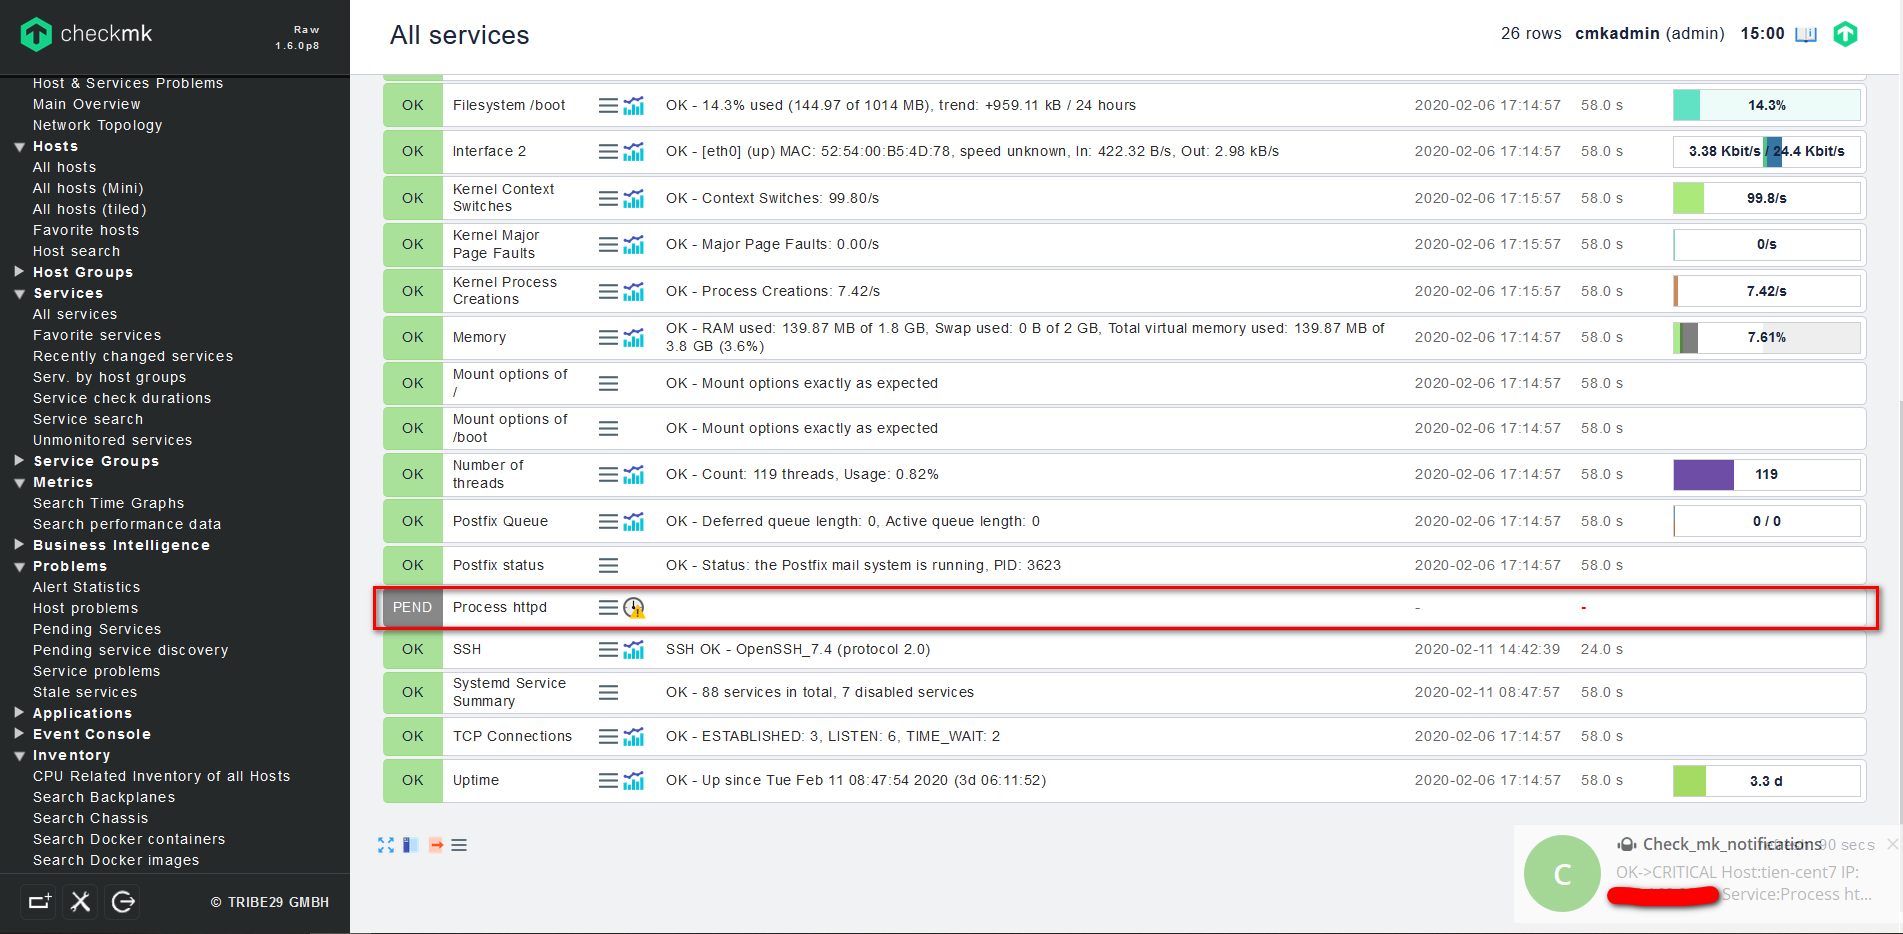 checkmk
Raw
1.6.0p8
Host & Services Problems
Main Overview
Network Topology
Hosts
All hosts
All hosts (Mini)
All hosts (tiled)
Favorite hosts
Host search
Host Groups
Services
All services
Favorite services
Recently changed services
Serv. by host groups
Service check durations
Service search
Unmonitored services
Service Groups
Metrics
Search Time Graphs
Search performance data
Business Intelligence
Problems
Alert Statistics
Host problems
Pending Services
Pending service discovery
Service problems
Stale services
Applications
Event Console
Inventory
CPU Related Inventory of all Hosts
Search Backplanes
Search Chassis
Search Docker containers
Search Docker images
© TRIBE29 GMBH
All services
26 rows cmkadmin (admin) 15:00
OK Filesystem /boot OK - 14.3% used (144.97 of 1014 MB), trend: +959.11 kB / 24 hours 2020-02-06 17:14:57 58.0 s 14.3%
OK Interface 2 OK - [eth0] (up) MAC: 52:54:00:B5:4D:78, speed unknown, In: 422.32 B/s, Out: 2.98 kB/s 2020-02-06 17:14:57 58.0 s 3.38 Kbit/s / 24.4 Kbit/s
OK Kernel Context Switches OK - Context Switches: 99.80/s 2020-02-06 17:15:57 58.0 s 99.8/s
OK Kernel Major Page Faults OK - Major Page Faults: 0.00/s 2020-02-06 17:15:57 58.0 s 0/s
OK Kernel Process Creations OK - Process Creations: 7.42/s 2020-02-06 17:15:57 58.0 s 7.42/s
OK Memory OK - RAM used: 139.87 MB of 1.8 GB, Swap used: 0 B of 2 GB, Total virtual memory used: 139.87 MB of 3.8 GB (3.6%) 2020-02-06 17:14:57 58.0 s 7.61%
OK Mount options of / OK - Mount options exactly as expected 2020-02-06 17:14:57 58.0 s
OK Mount options of /boot OK - Mount options exactly as expected 2020-02-06 17:14:57 58.0 s
OK Number of threads OK - Count: 119 threads, Usage: 0.82% 2020-02-06 17:14:57 58.0 s 119
OK Postfix Queue OK - Deferred queue length: 0, Active queue length: 0 2020-02-06 17:14:57 58.0 s 0 / 0
OK Postfix status OK - Status: the Postfix mail system is running, PID: 3623 2020-02-06 17:14:57 58.0 s
PEND Process httpd - -
OK SSH SSH OK - OpenSSH_7.4 (protocol 2.0) 2020-02-11 14:42:39 24.0 s
OK Systemd Service Summary OK - 88 services in total, 7 disabled services 2020-02-11 08:47:57 58.0 s
OK TCP Connections OK - ESTABLISHED: 3, LISTEN: 6, TIME_WAIT: 2 2020-02-06 17:14:57 58.0 s
OK Uptime OK - Up since Tue Feb 11 08:47:54 2020 (3d 06:11:52) 2020-02-06 17:14:57 58.0 s 3.3 d
C
Check_mk_notifications
90 secs
OK->CRITICAL Host:tien-cent7 IP:
Service:Process ht...